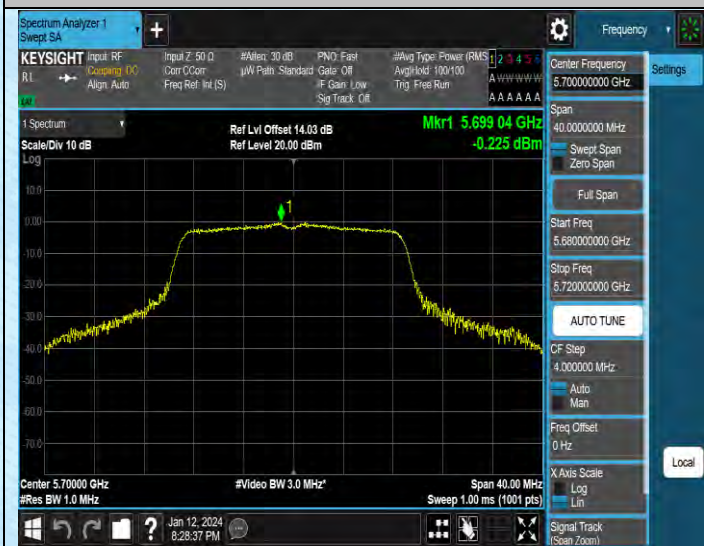 Spectrum Analyzer 1
Swept SA
+
Frequency
KEYSIGHT
RL
Input: RF
Coupling: DC
Align: Auto
Input Z: 50 Ω
Corr CCorr
Freq Ref: Int (S)
#Atten: 30 dB
µW Path: Standard
PNO: Fast
Gate: Off
IF Gain: Low
Sig Track: Off
#Avg Type: Power (RMS
Avg|Hold: 100/100
Trig: Free Run
1 2 3 4 5 6
A W W W W W
A A A A A A
Center Frequency
5.700000000 GHz
Settings
Span
40.0000000 MHz
Swept Span
Zero Span
Full Span
Start Freq
5.680000000 GHz
Stop Freq
5.720000000 GHz
AUTO TUNE
CF Step
4.000000 MHz
Auto
Man
Freq Offset
0 Hz
X Axis Scale
Log
Lin
Signal Track
(Span Zoom)
Local
1 Spectrum
Scale/Div 10 dB
Log
Ref Lvl Offset 14.03 dB
Ref Level 20.00 dBm
Mkr1 5.699 04 GHz
-0.225 dBm
1
10.0
0.00
-10.0
-20.0
-30.0
-40.0
-60.0
-70.0
Center 5.70000 GHz
#Res BW 1.0 MHz
#Video BW 3.0 MHz*
Span 40.00 MHz
Sweep 1.00 ms (1001 pts)
?
Jan 12, 2024
8:28:37 PM